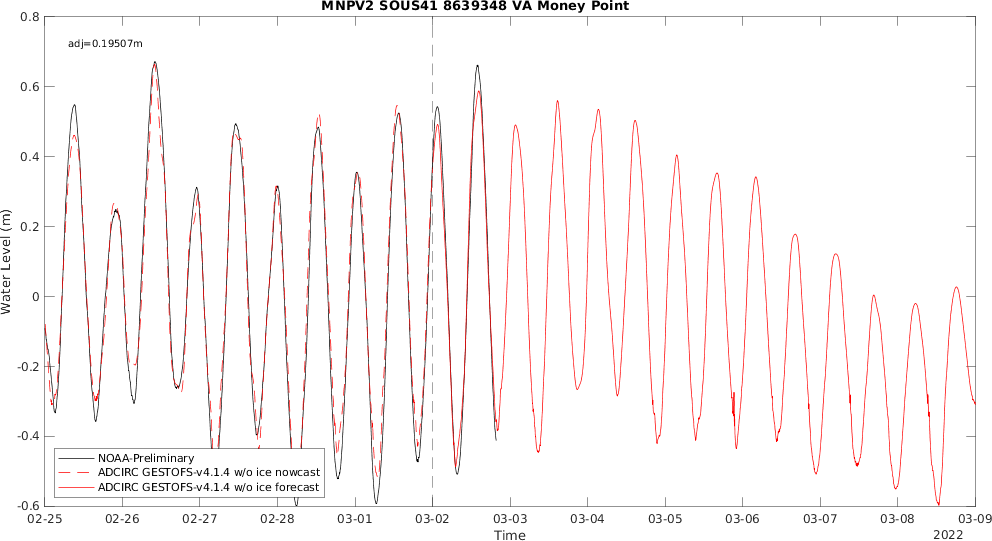 MNPV2 SOUS41 8639348 VA Money Point
adj=0.19507m
0.8
0.6
0.4
0.2
0
-0.2
-0.4
-0.6
Water Level (m)
NOAA-Preliminary
ADCIRC GESTOFS-v4.1.4 w/o ice nowcast
ADCIRC GESTOFS-v4.1.4 w/o ice forecast
02-25 02-26 02-27 02-28 03-01 03-02 03-03 03-04 03-05 03-06 03-07 03-08 03-09
Time
2022